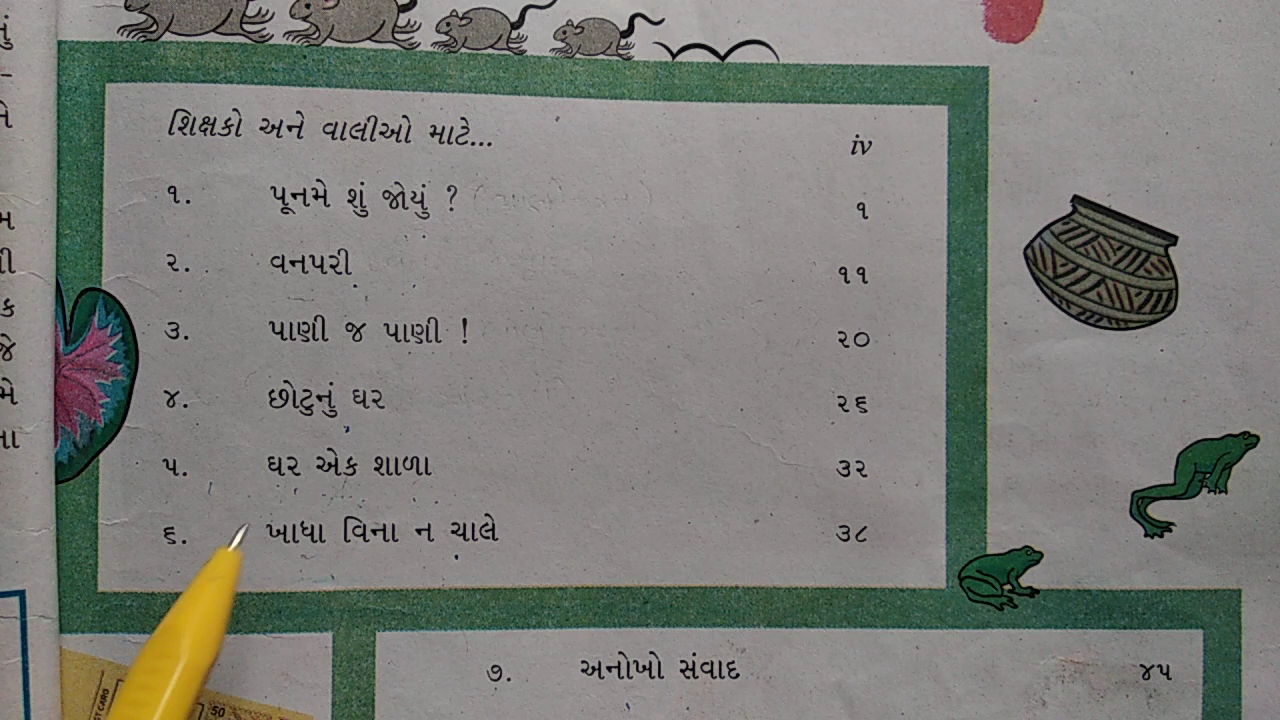 શિક્ષકો અને વાલીઓ માટે... iv
૧. પૂનમે શું જોયું ? ૧
૨. વનપરી ૧૧
૩. પાણી જ પાણી ! ૨૦
૪. છોટુનું ઘર ૨૬
૫. ઘર એક શાળા ૩૨
૬. ખાધા વિના ન ચાલે ૩૮
૭. અનોખો સંવાદ ૪૫
50